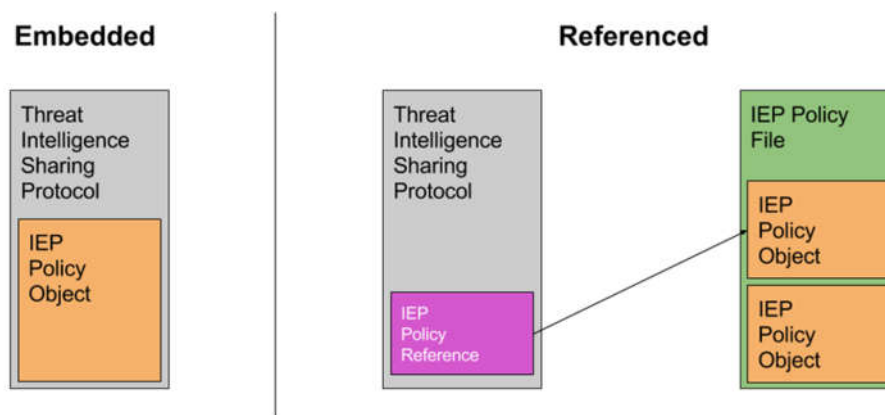 Embedded
Referenced
Threat
Intelligence
Sharing
Protocol
IEP
Policy
Object
Threat
Intelligence
Sharing
Protocol
IEP
Policy
Reference
IEP Policy
File
IEP
Policy
Object
IEP
Policy
Object